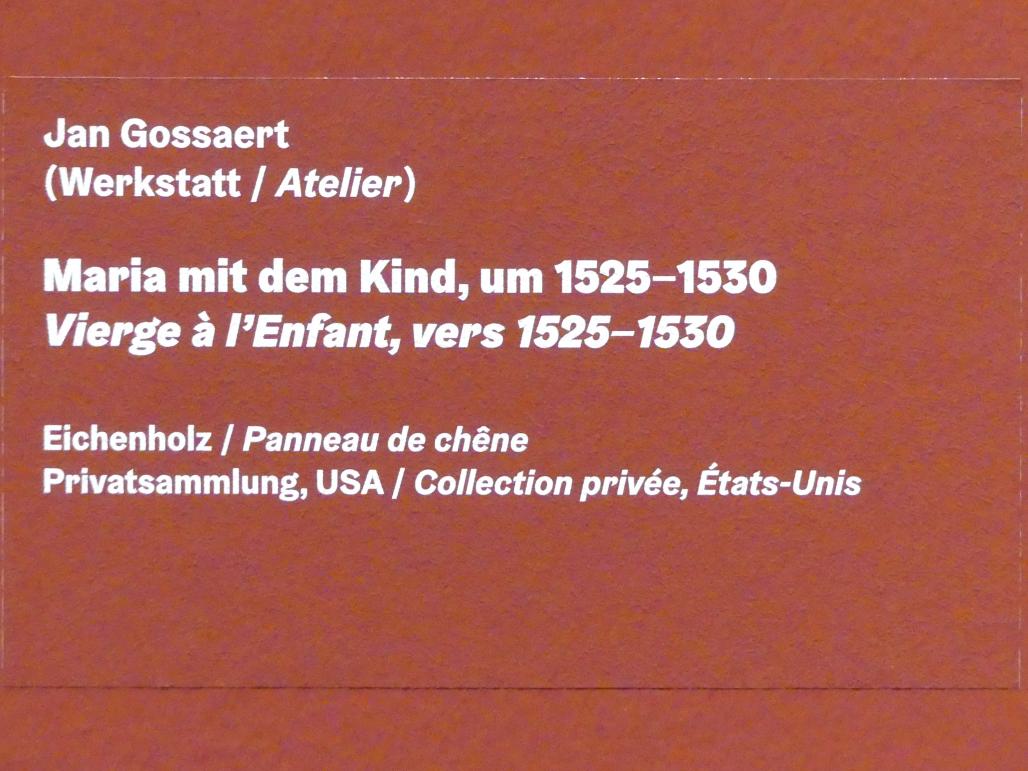 Jan Gossaert
(Werkstatt / Atelier)
Maria mit dem Kind, um 1525–1530
Vierge à l’Enfant, vers 1525–1530
Eichenholz / Panneau de chêne
Privatsammlung, USA / Collection privée, États-Unis